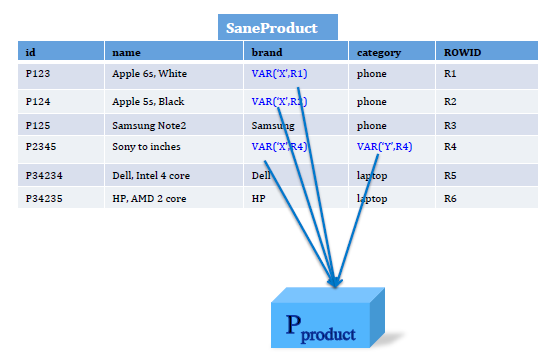 SaneProduct
id name brand category ROWID
P123 Apple 6s, White VAR('X',R1) phone R1
P124 Apple 5s, Black VAR('X',R2) phone R2
P125 Samsung Note2 Samsung phone R3
P2345 Sony to inches VAR('X',R4) VAR('Y',R4) R4
P34234 Dell, Intel 4 core Dell laptop R5
P34235 HP, AMD 2 core HP laptop R6
Pproduct